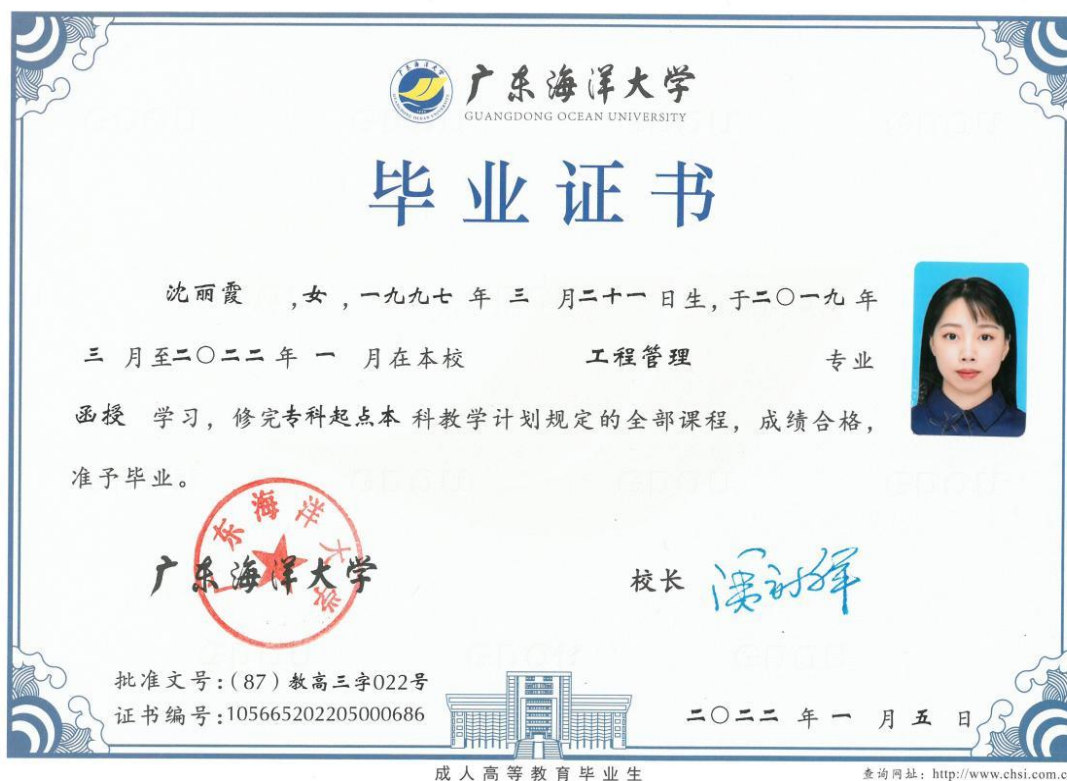 广东海洋大学
GUANGDONG OCEAN UNIVERSITY
毕业证书
沈丽霞 ,女,一九九七 年 三 月二十一 日生,于二〇一九 年
三 月至二〇二二 年 一 月在本校 工程管理 专业
函授 学习,修完专科起点本 科教学计划规定的全部课程,成绩合格,
准予毕业。
广东海洋大学
广东海洋大学
校长
批准文号:(87)教高三字022号
证书编号:105665202205000686
二〇二二 年 一 月 五 日
成人高等教育毕业生
查询网址:http://www.chsi.com.c